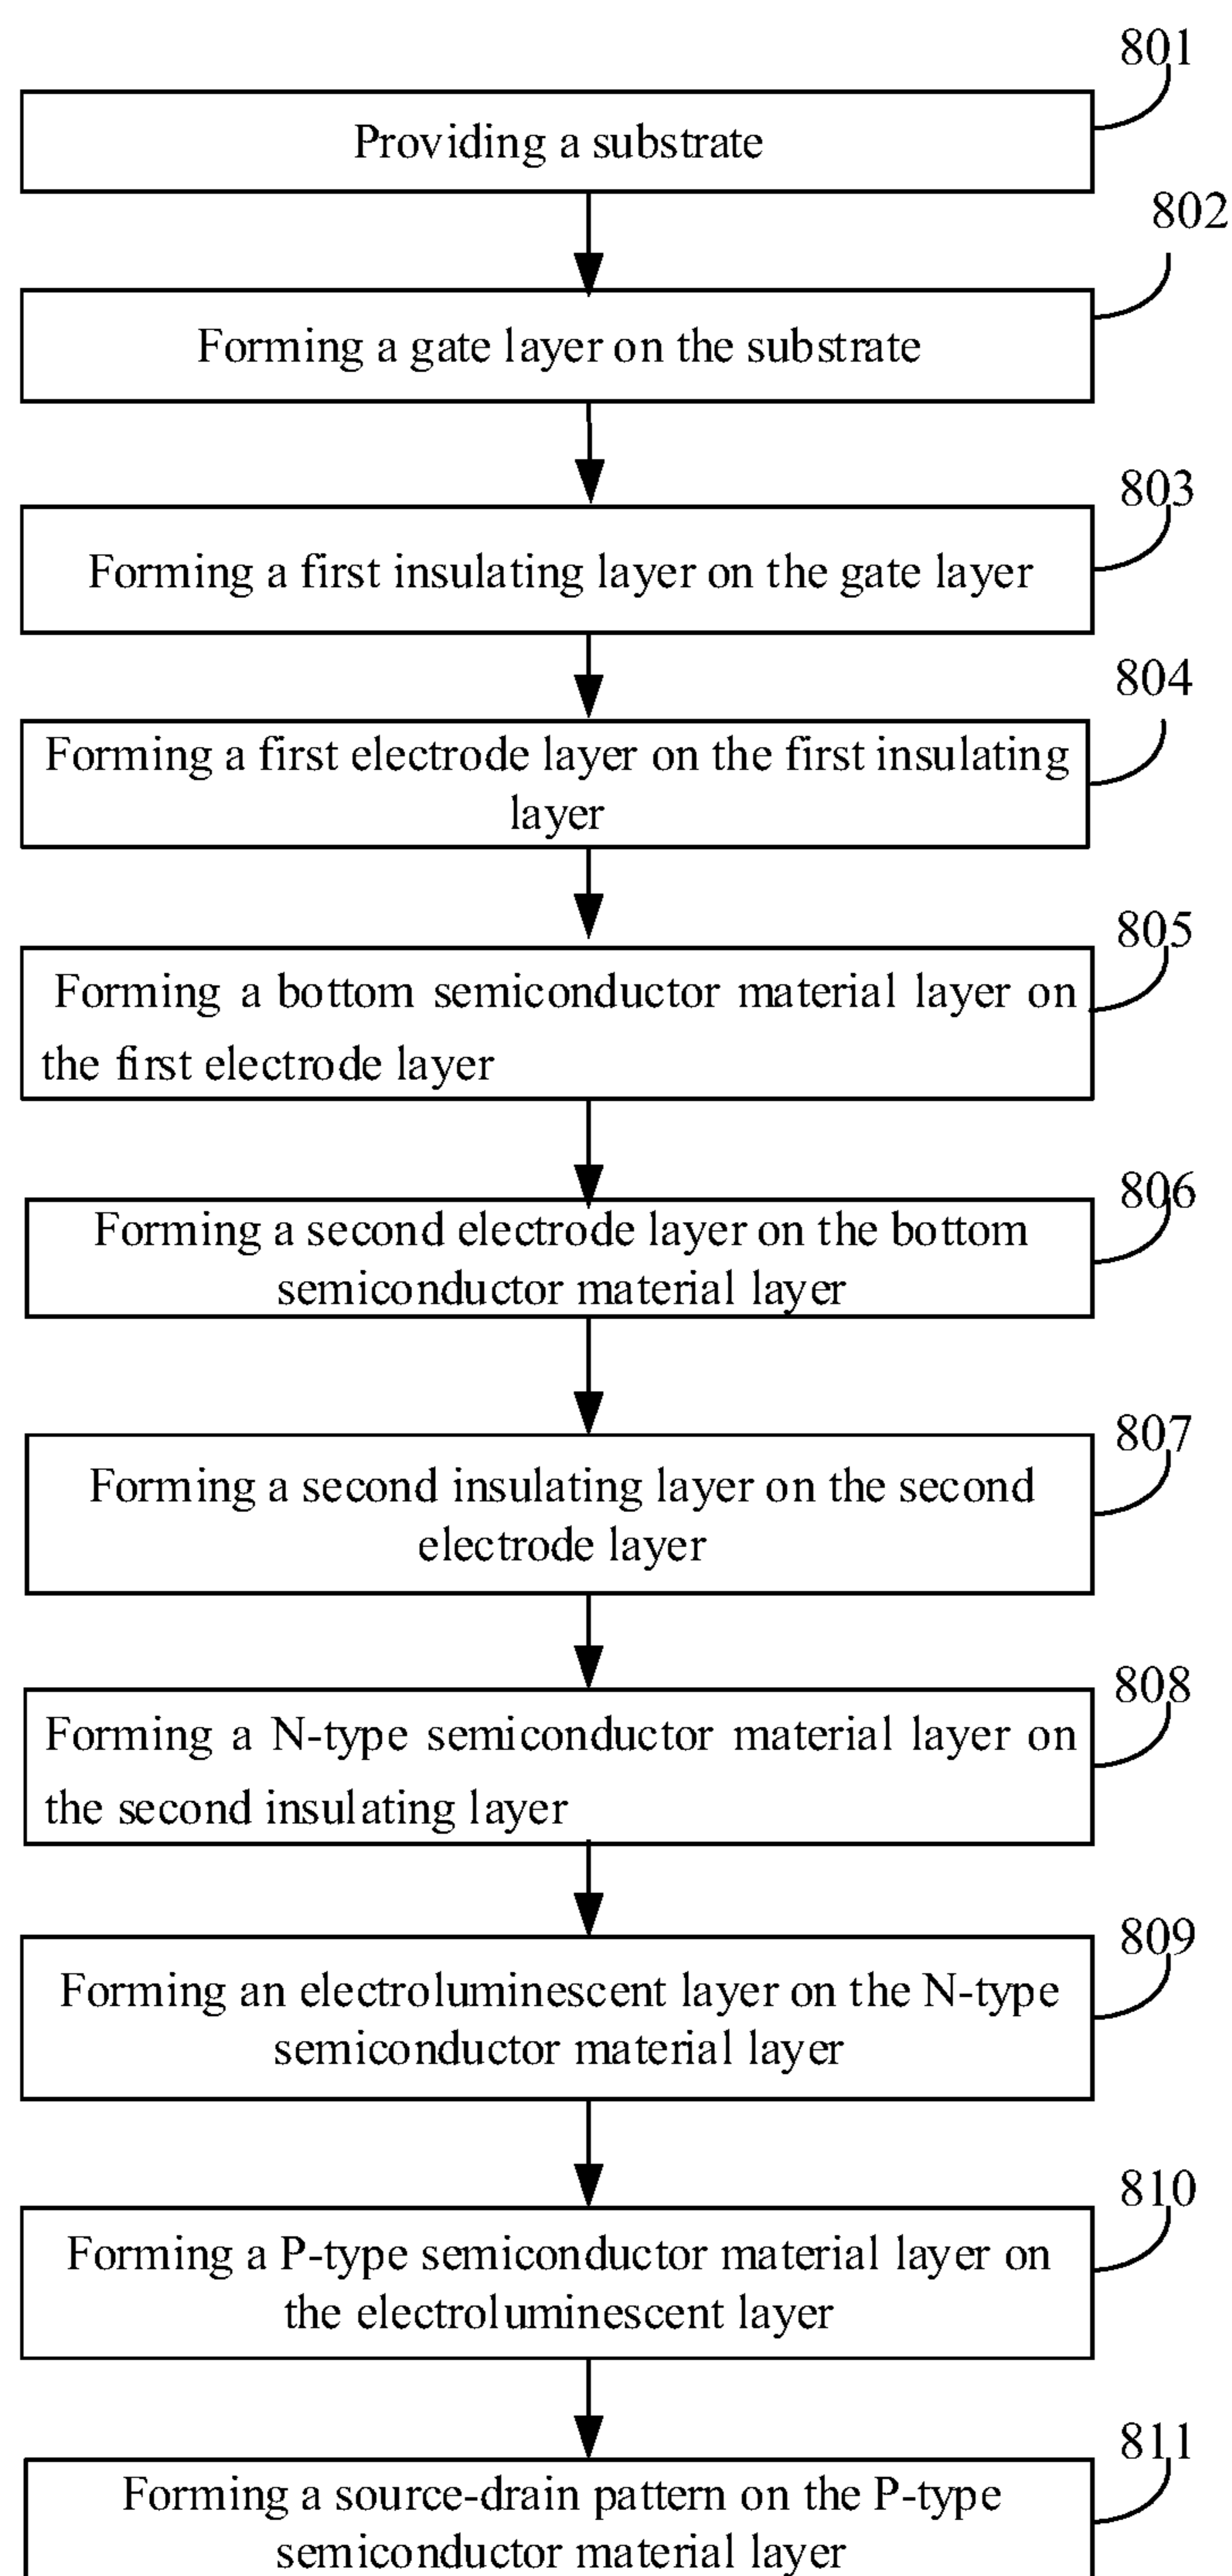 801
Providing a substrate
802
Forming a gate layer on the substrate
803
Forming a first insulating layer on the gate layer
804
Forming a first electrode layer on the first insulating
layer
805
Forming a bottom semiconductor material layer on
the first electrode layer
806
Forming a second electrode layer on the bottom
semiconductor material layer
807
Forming a second insulating layer on the second
electrode layer
808
Forming a N-type semiconductor material layer on
the second insulating layer
809
Forming an electroluminescent layer on the N-type
semiconductor material layer
810
Forming a P-type semiconductor material layer on
the electroluminescent layer
811
Forming a source-drain pattern on the P-type
semiconductor material layer